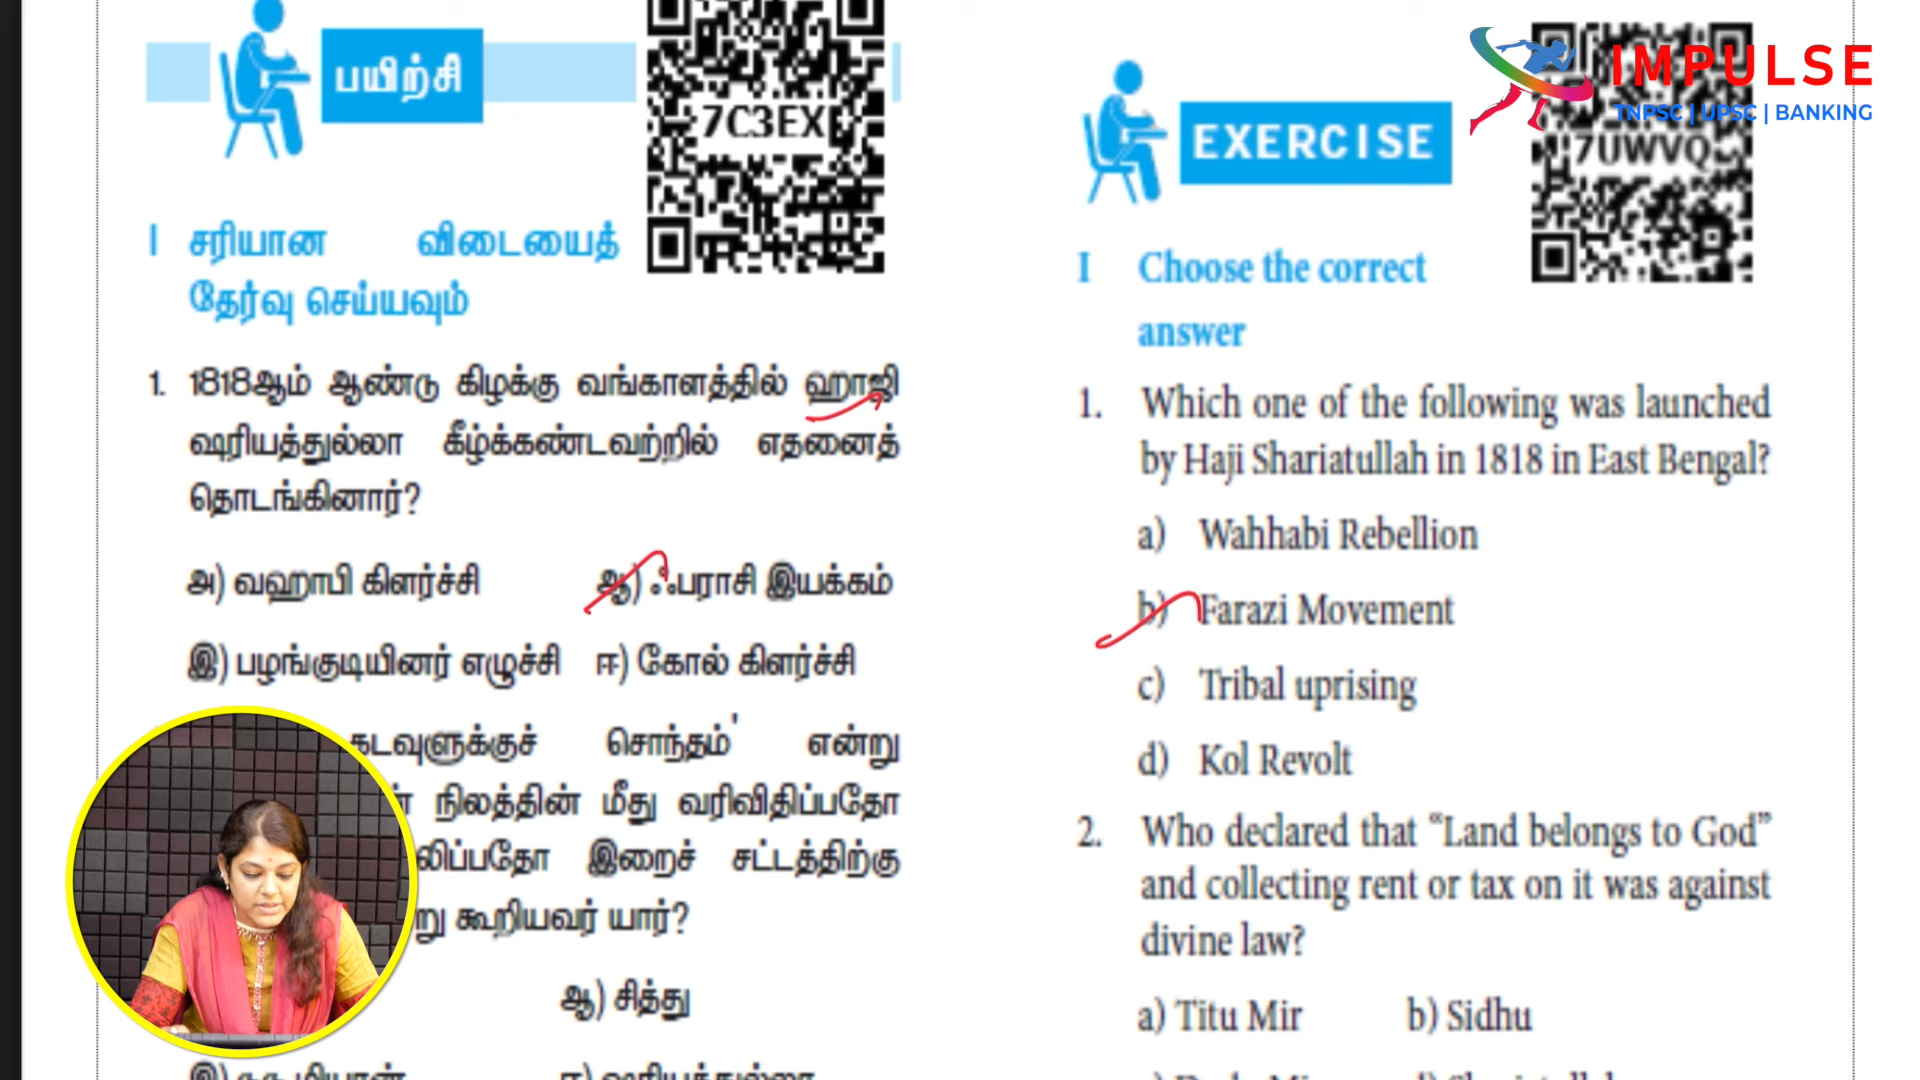 பயிற்சி
7C3EXE
I சரியான விடையைத்
தேர்வு செய்யவும்
1. 1818ஆம் ஆண்டு கிழக்கு வங்காளத்தில் ஹாஜி
ஷரியத்துல்லா கீழ்க்கண்டவற்றில் எதனைத்
தொடங்கினார்?
அ) வஹாபி கிளர்ச்சி ஆ) ஃபராசி இயக்கம்
இ) பழங்குடியினர் எழுச்சி ஈ) கோல் கிளர்ச்சி
கடவுளுக்குச் சொந்தம்' என்று
நிலத்தின் மீது வரிவிதிப்பதோ
லிப்பதோ இறைச் சட்டத்திற்கு
று கூறியவர் யார்?
ஆ) சித்து
IMPULSE
TNPSC | UPSC | BANKING
7UWVQ
EXERCISE
I Choose the correct
answer
1. Which one of the following was launched
by Haji Shariatullah in 1818 in East Bengal?
a) Wahhabi Rebellion
b) Farazi Movement
c) Tribal uprising
d) Kol Revolt
2. Who declared that “Land belongs to God”
and collecting rent or tax on it was against
divine law?
a) Titu Mir b) Sidhu